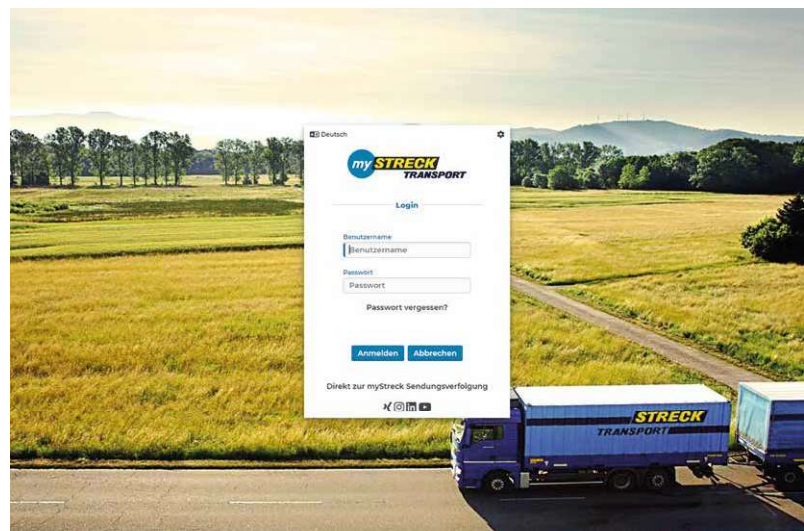 Deutsch
my STRECK
TRANSPORT
Login
Benutzername
Benutzername
Passwort
Passwort
Passwort vergessen?
Anmelden Abbrechen
Direkt zur myStreck Sendungsverfolgung
STRECK
TRANSPORT